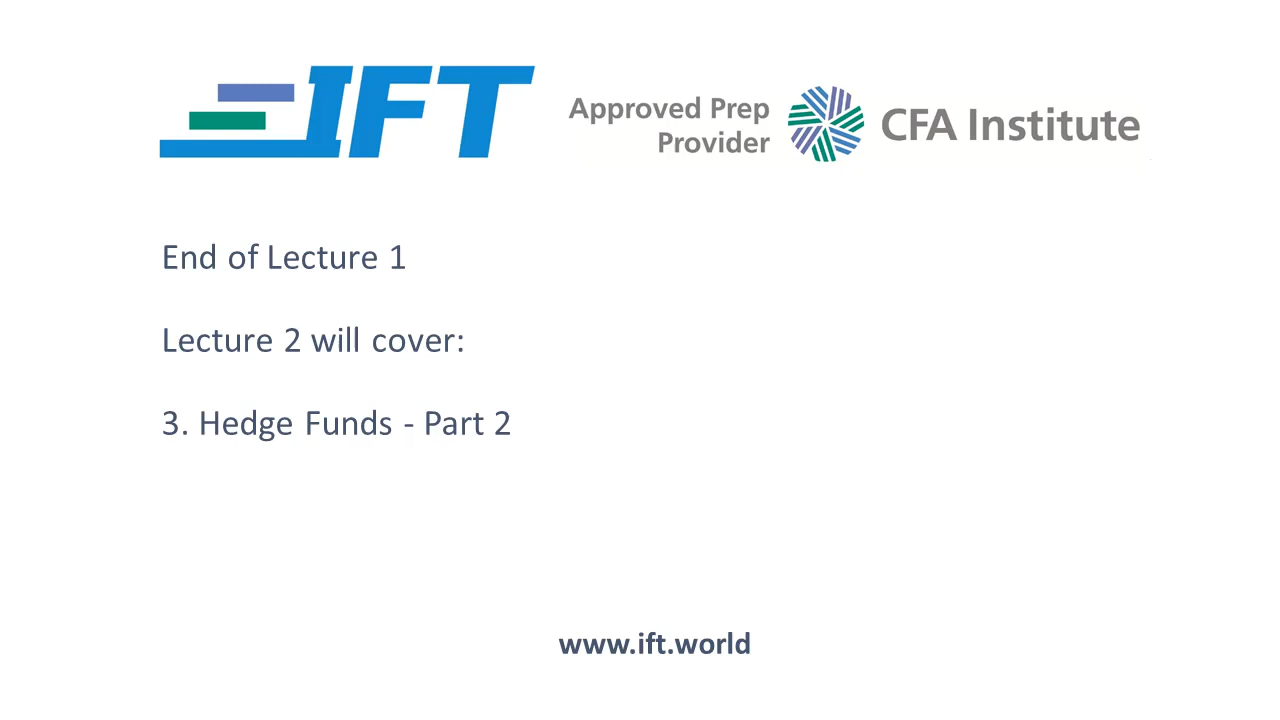 IFT
Approved Prep
Provider
CFA Institute
End of Lecture 1
Lecture 2 will cover:
3. Hedge Funds - Part 2
www.ift.world